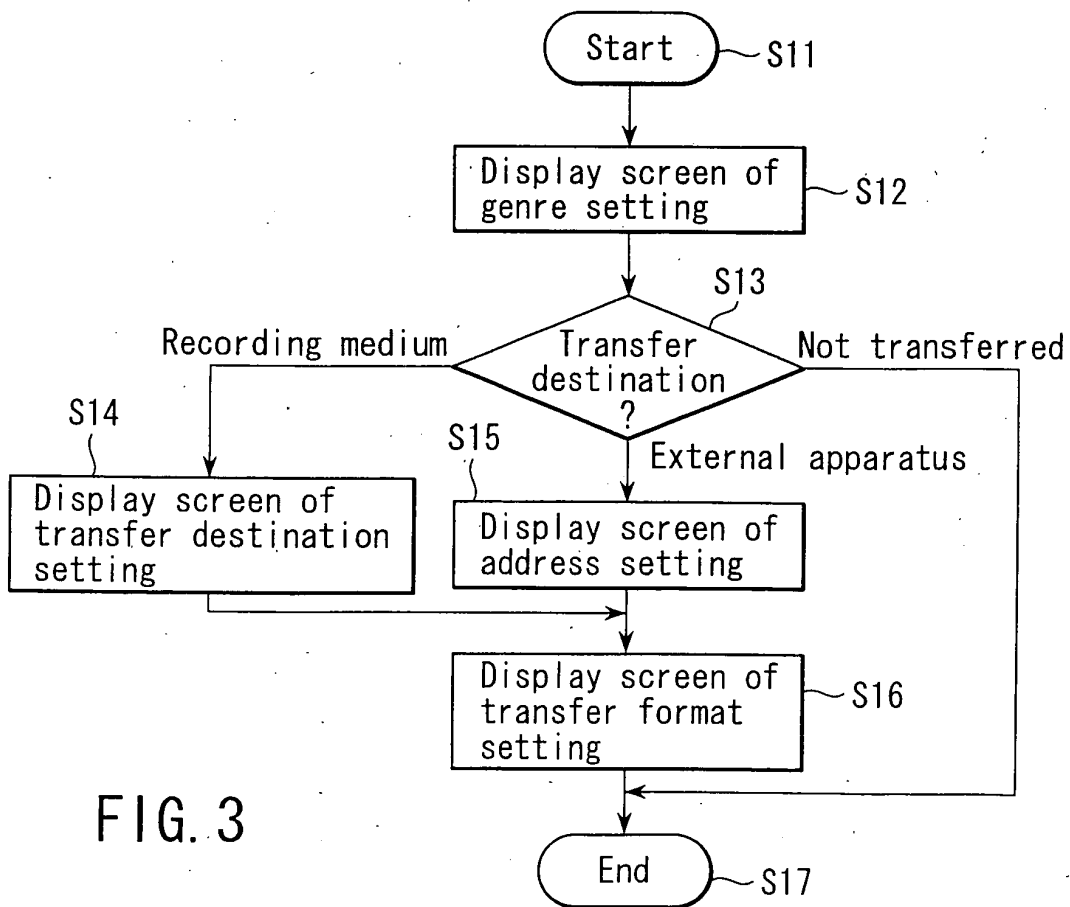 Start
S11
Display screen of
genre setting
S12
S13
Transfer
destination
?
Recording medium
Not transferred
External apparatus
S14
Display screen of
transfer destination
setting
S15
Display screen of
address setting
Display screen of
transfer format
setting
S16
FIG. 3
End
S17